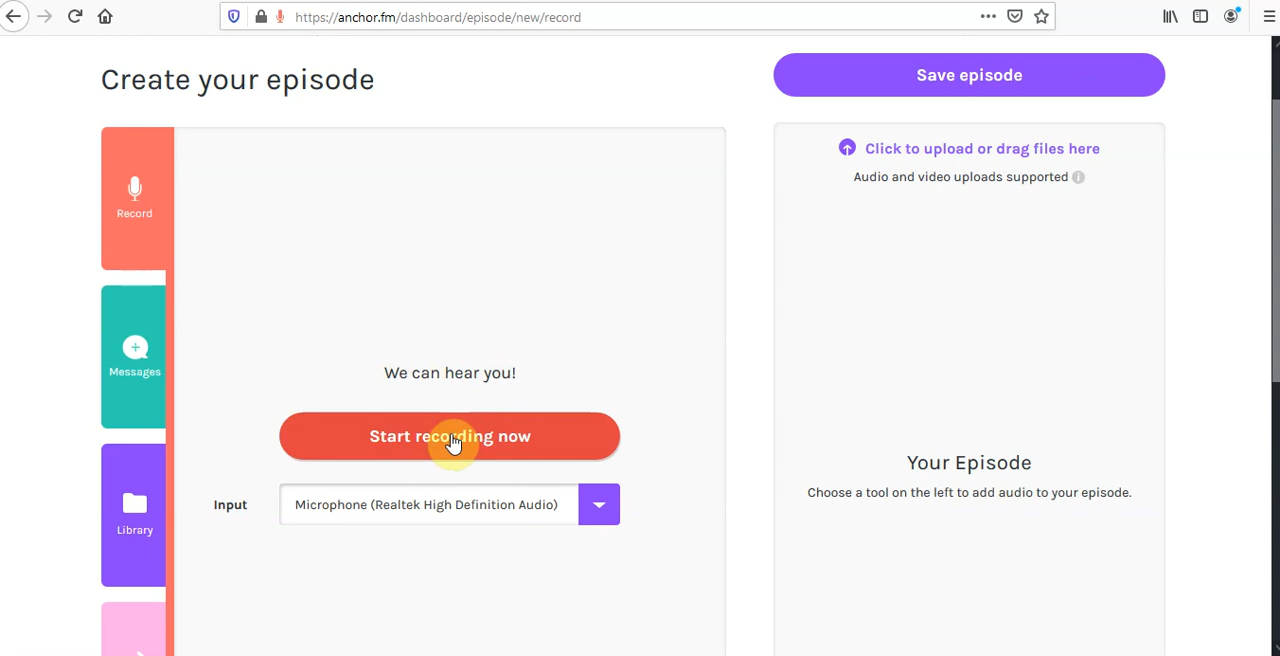 https://anchor.fm/dashboard/episode/new/record
Create your episode
Save episode
Record
Messages
Library
We can hear you!
Start recording now
Input
Microphone (Realtek High Definition Audio)
Click to upload or drag files here
Audio and video uploads supported
Your Episode
Choose a tool on the left to add audio to your episode.